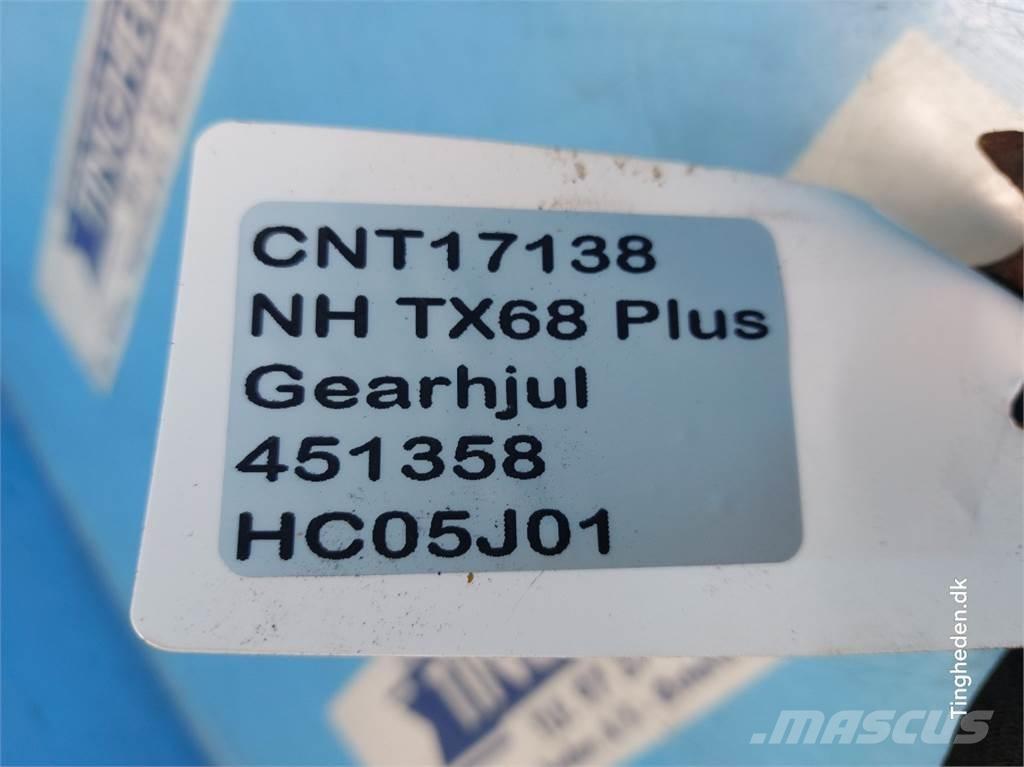 CNT17138
NH TX68 Plus
Gearhjul
451358
HC05J01
Tingheden.dk
MASCUS